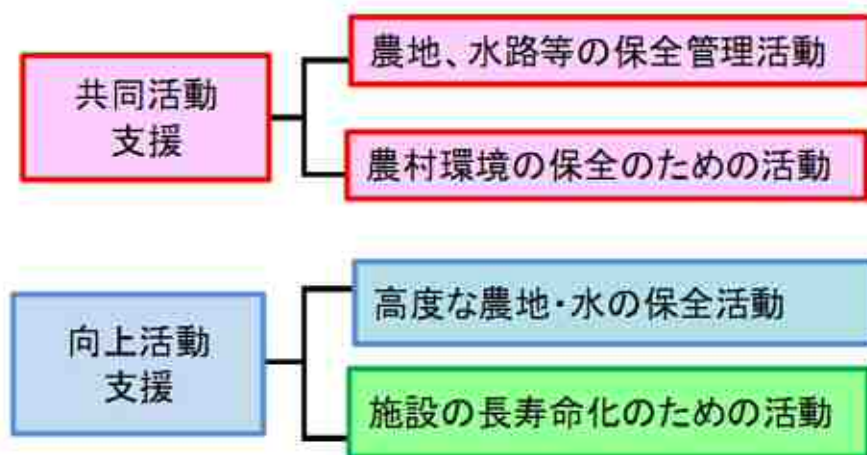 共同活動
支援
農地、水路等の保全管理活動
農村環境の保全のための活動
向上活動
支援
高度な農地・水の保全活動
施設の長寿命化のための活動